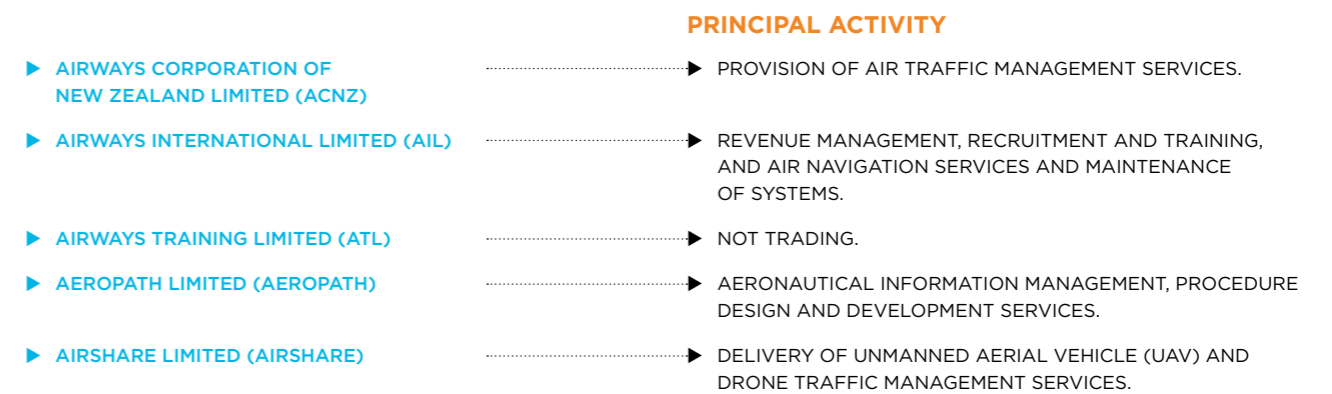 PRINCIPAL ACTIVITY
AIRWAYS CORPORATION OF
NEW ZEALAND LIMITED (ACNZ)
PROVISION OF AIR TRAFFIC MANAGEMENT SERVICES.
AIRWAYS INTERNATIONAL LIMITED (AIL)
REVENUE MANAGEMENT, RECRUITMENT AND TRAINING,
AND AIR NAVIGATION SERVICES AND MAINTENANCE
OF SYSTEMS.
AIRWAYS TRAINING LIMITED (ATL)
NOT TRADING.
AEROPATH LIMITED (AEROPATH)
AERONAUTICAL INFORMATION MANAGEMENT, PROCEDURE
DESIGN AND DEVELOPMENT SERVICES.
AIRSHARE LIMITED (AIRSHARE)
DELIVERY OF UNMANNED AERIAL VEHICLE (UAV) AND
DRONE TRAFFIC MANAGEMENT SERVICES.